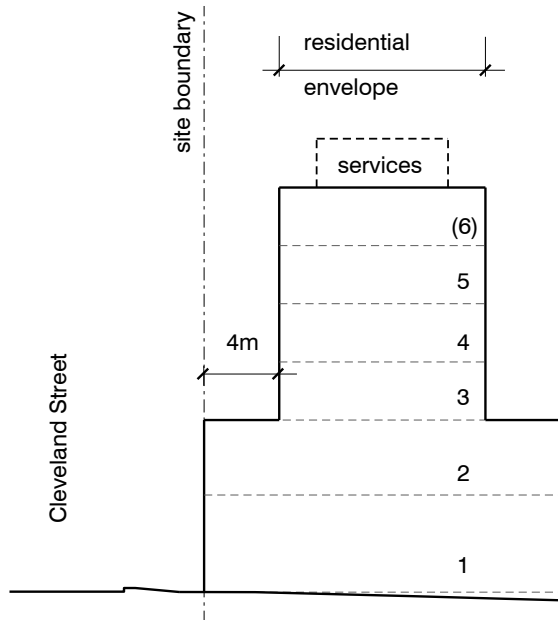 residential
envelope
site boundary
services
(6)
5
4
4m
3
Cleveland Street
2
1